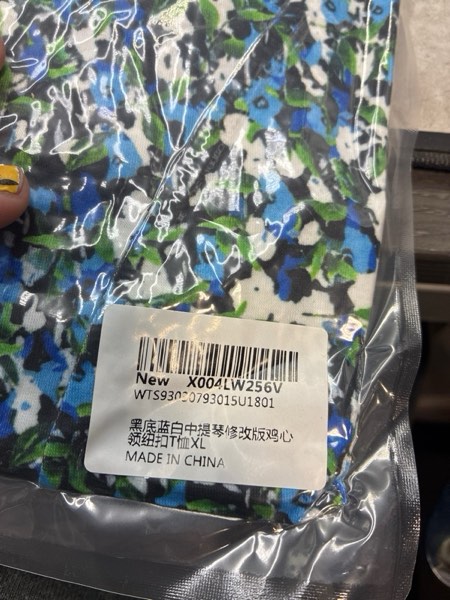 New X004LW256V
WTS93030793015U1801
黑底蓝白中提琴修改版鸡心
领纽扣T恤XL
MADE IN CHINA